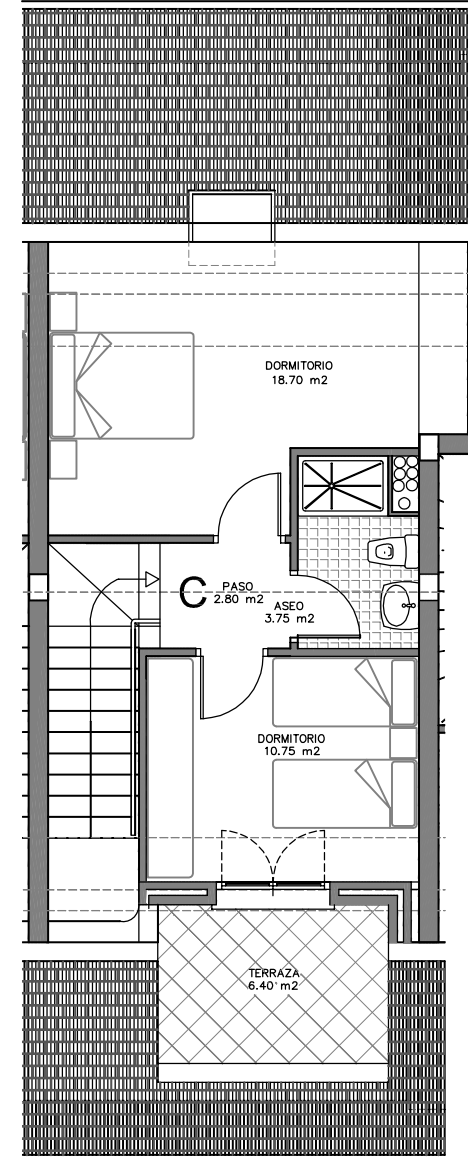 DORMITORIO
18.70 m2
C
PASO
2.80 m2
ASEO
3.75 m2
DORMITORIO
10.75 m2
TERRAZA
6.40 m2